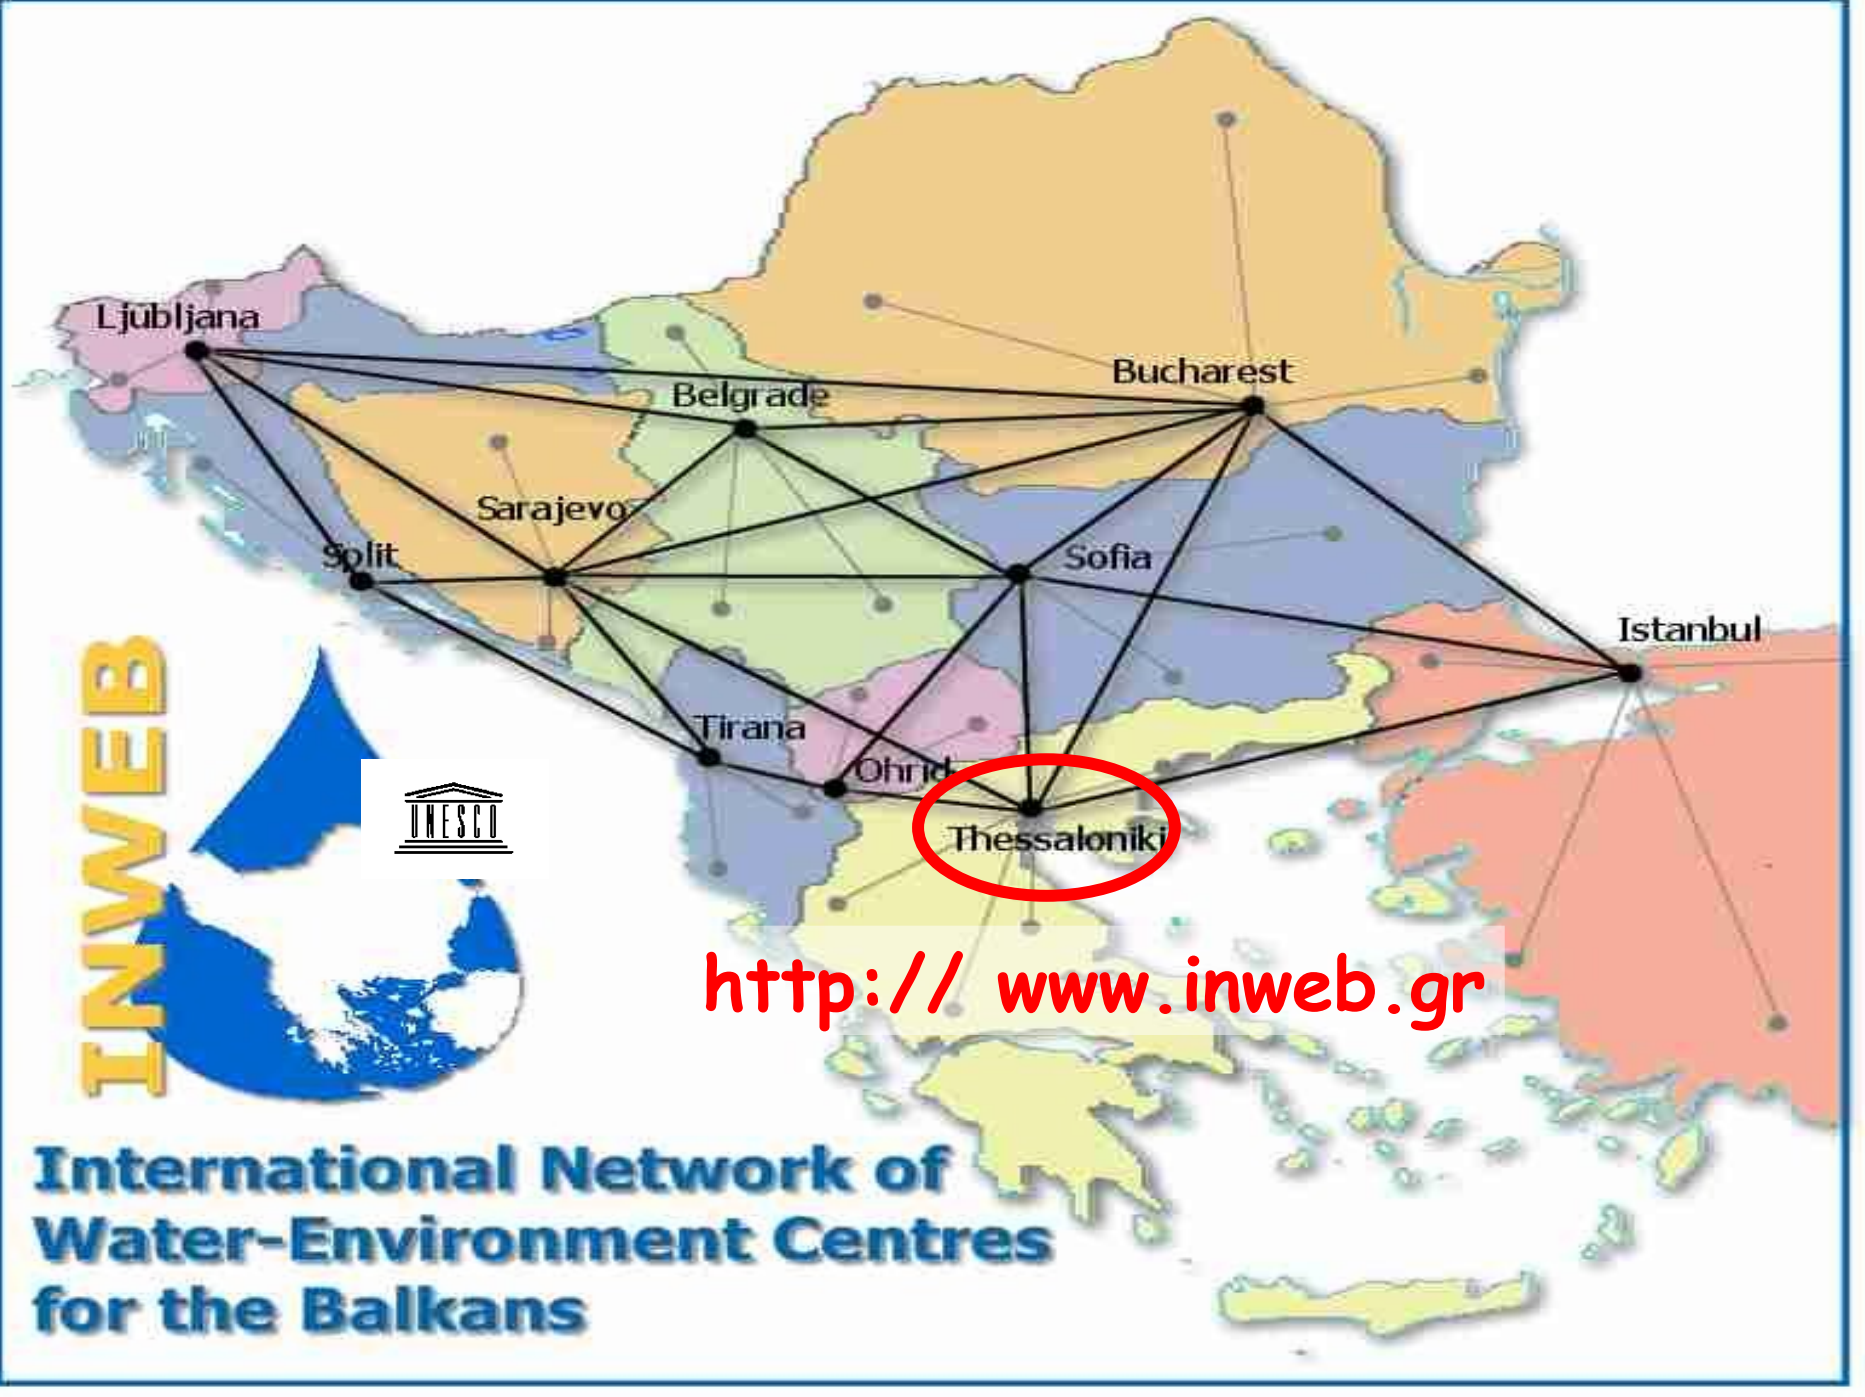 Ljubljana
Bucharest
Belgrade
Sarajevo
Split
Sofia
Istanbul
Tirana
Ohrid
Thessaloniki
INWEB
UNESCO
http:// www.inweb.gr
International Network of
Water-Environment Centres
for the Balkans